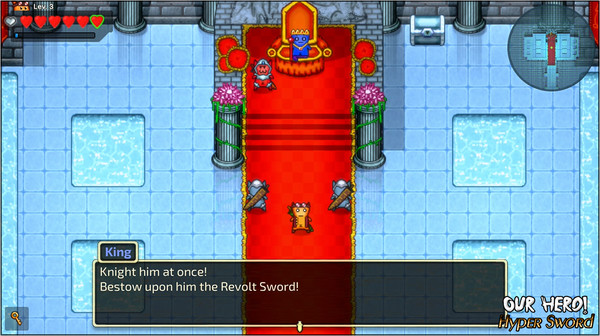 Lev. 3
King
Knight him at once!
Bestow upon him the Revolt Sword!
OUR HERO!
Hyper Sword